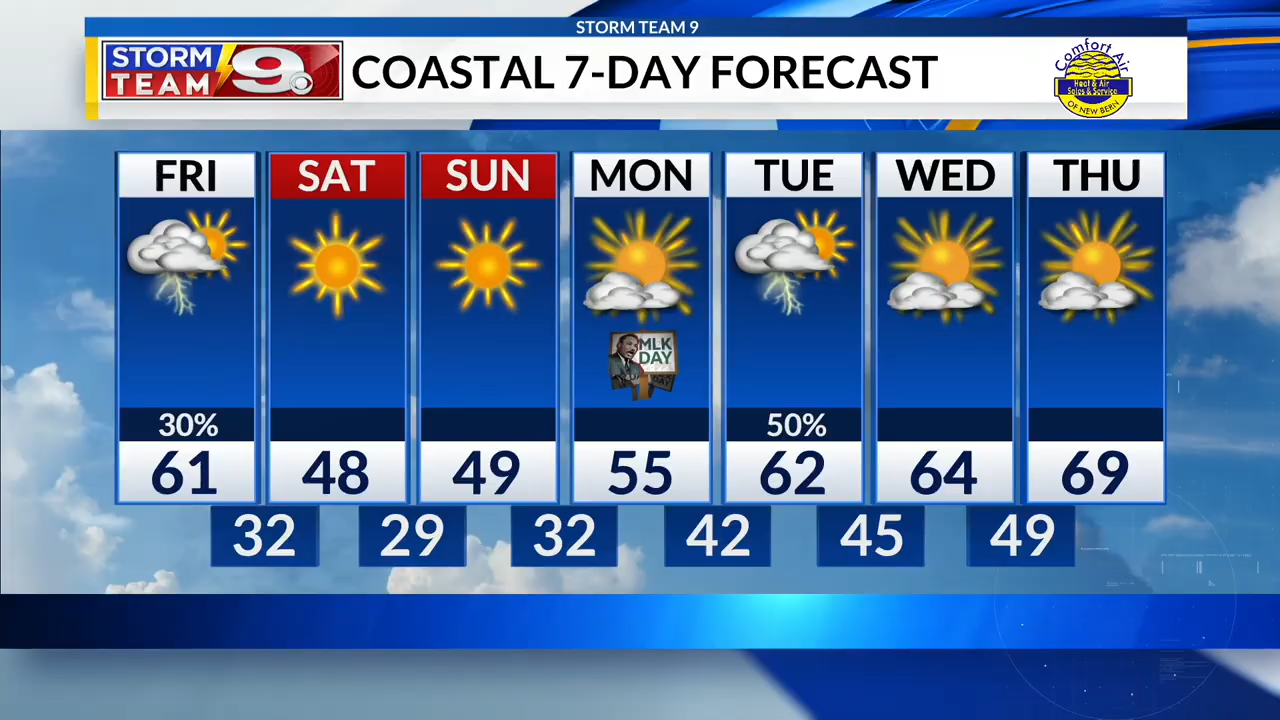 STORM TEAM 9
STORM
TEAM
9
COASTAL 7-DAY FORECAST
Comfort Air
Heat & Air
Sales & Service
OF NEW BERN
FRI SAT SUN MON TUE WED THU
MLK
DAY
DAY
30% 50%
61 48 49 55 62 64 69
32 29 32 42 45 49